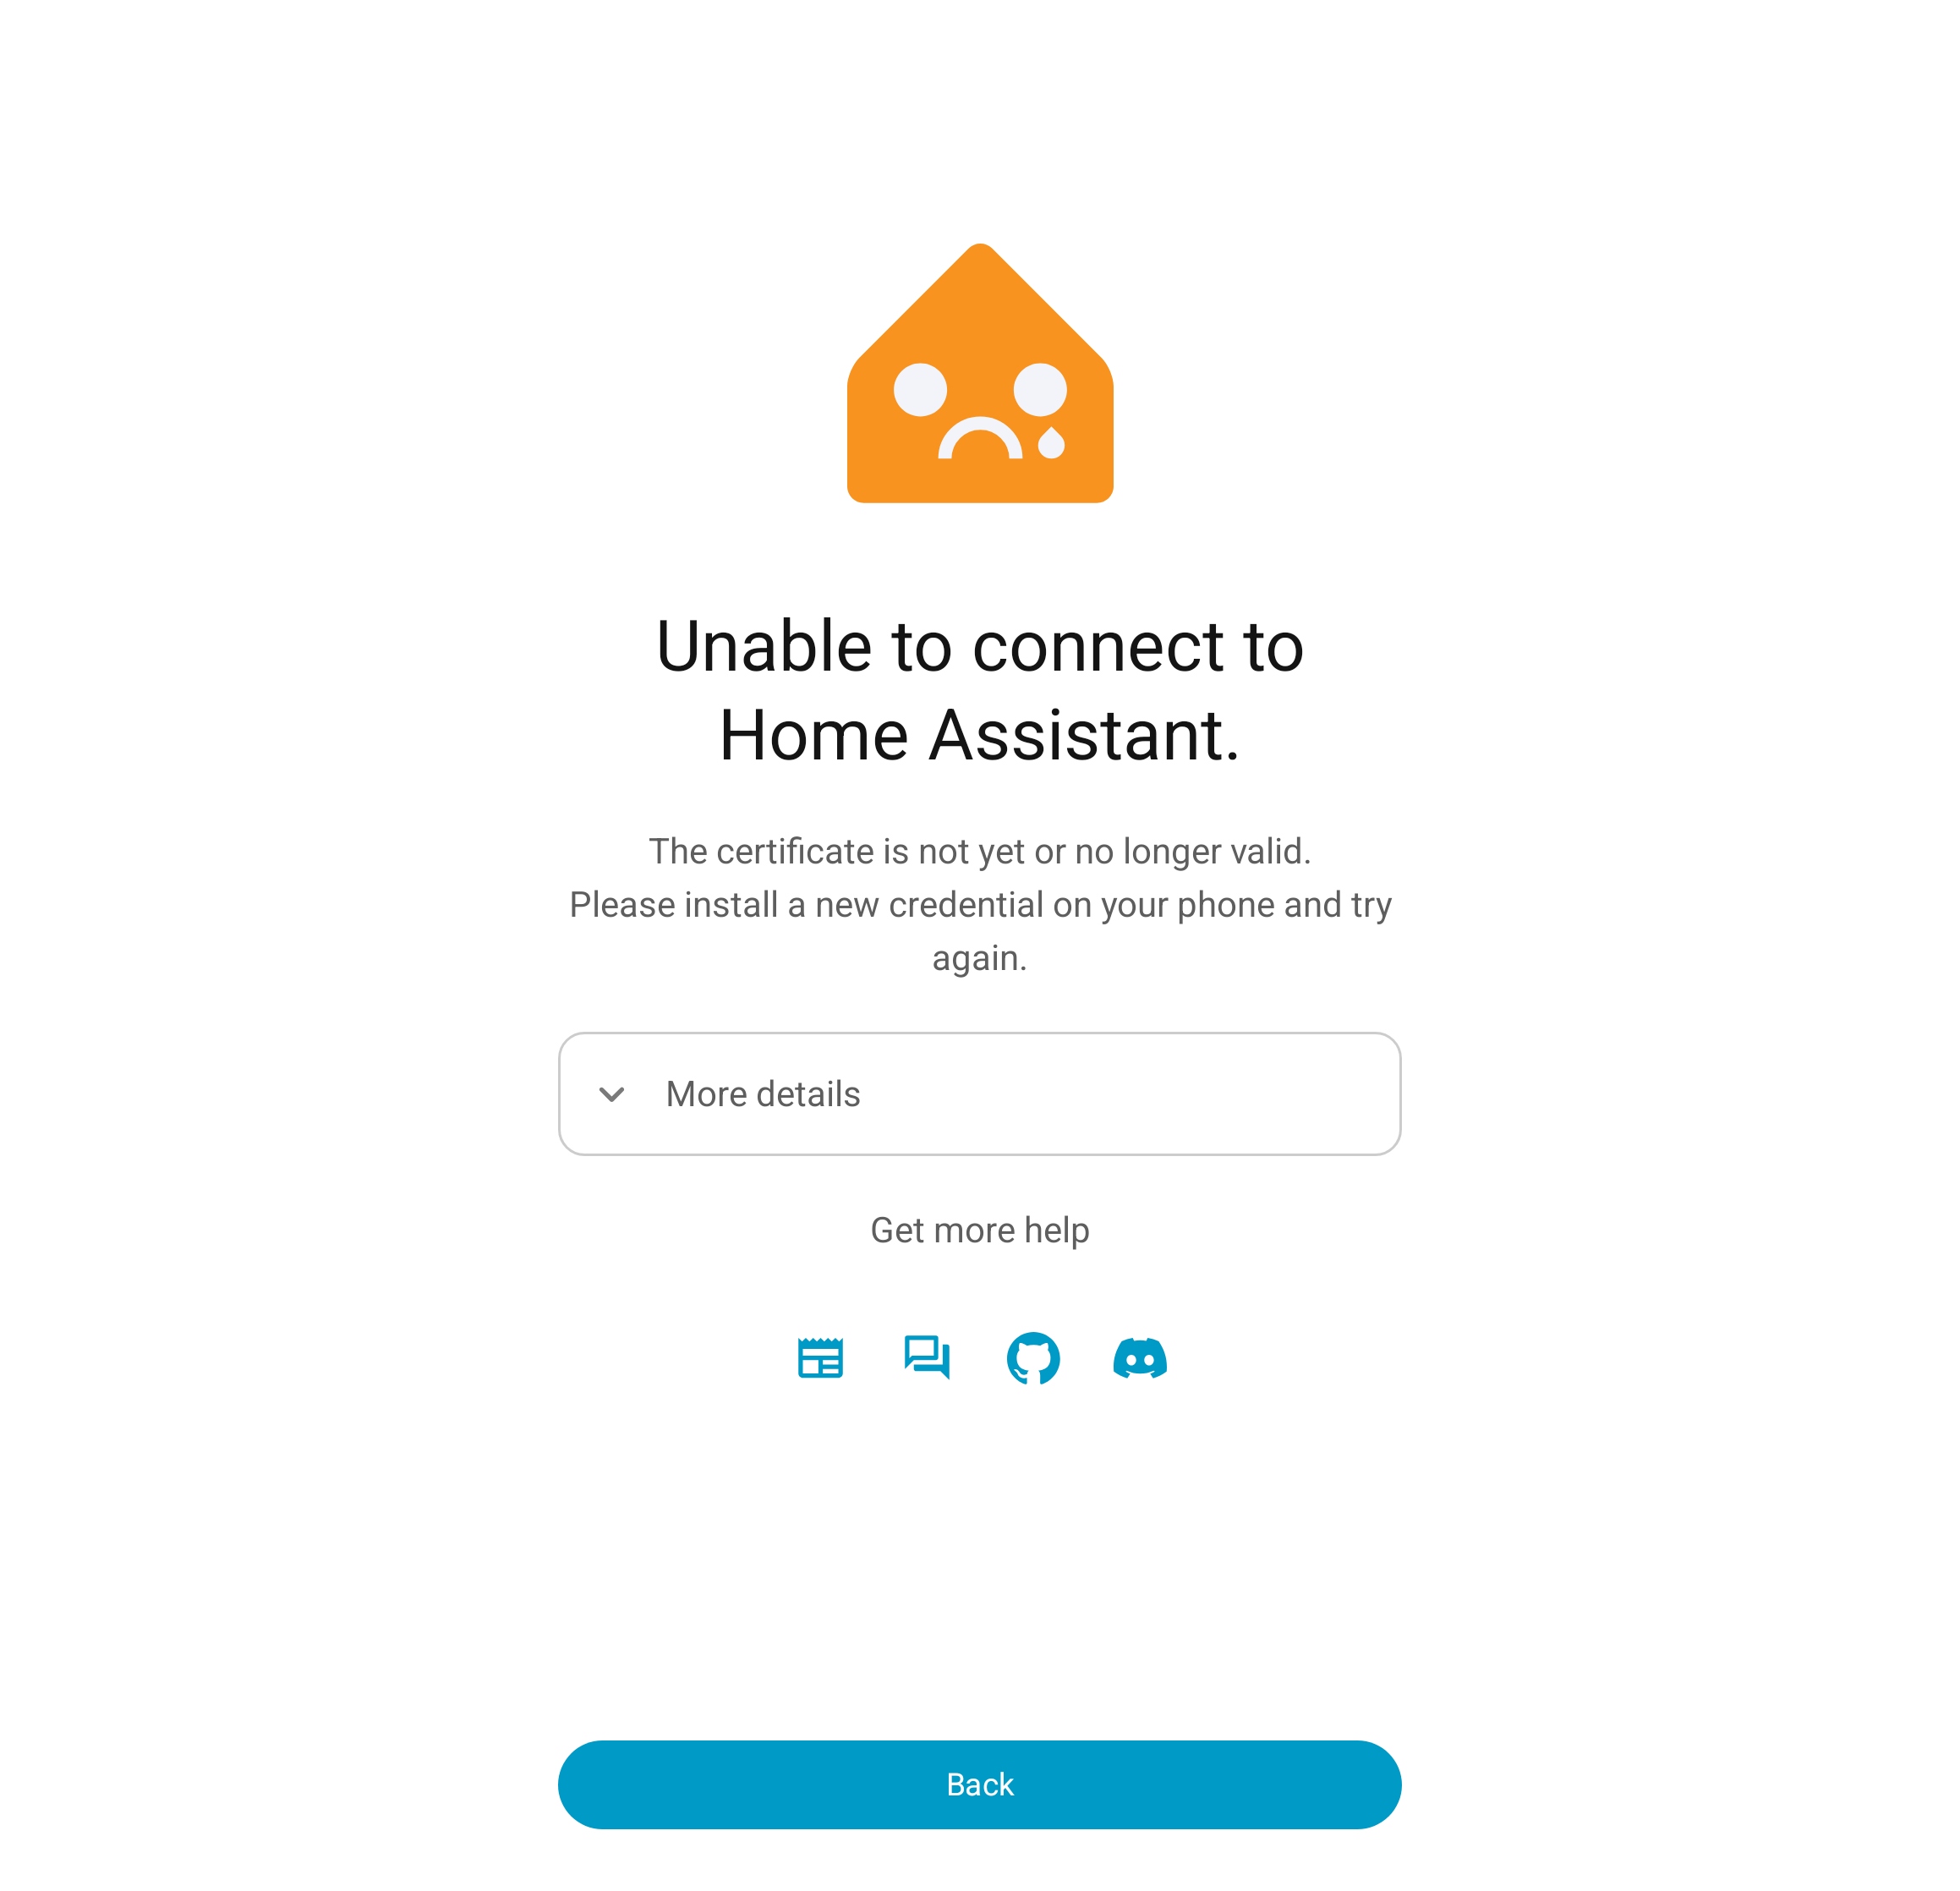 Unable to connect to
Home Assistant.
The certificate is not yet or no longer valid.
Please install a new credential on your phone and try
again.
More details
Get more help
Back